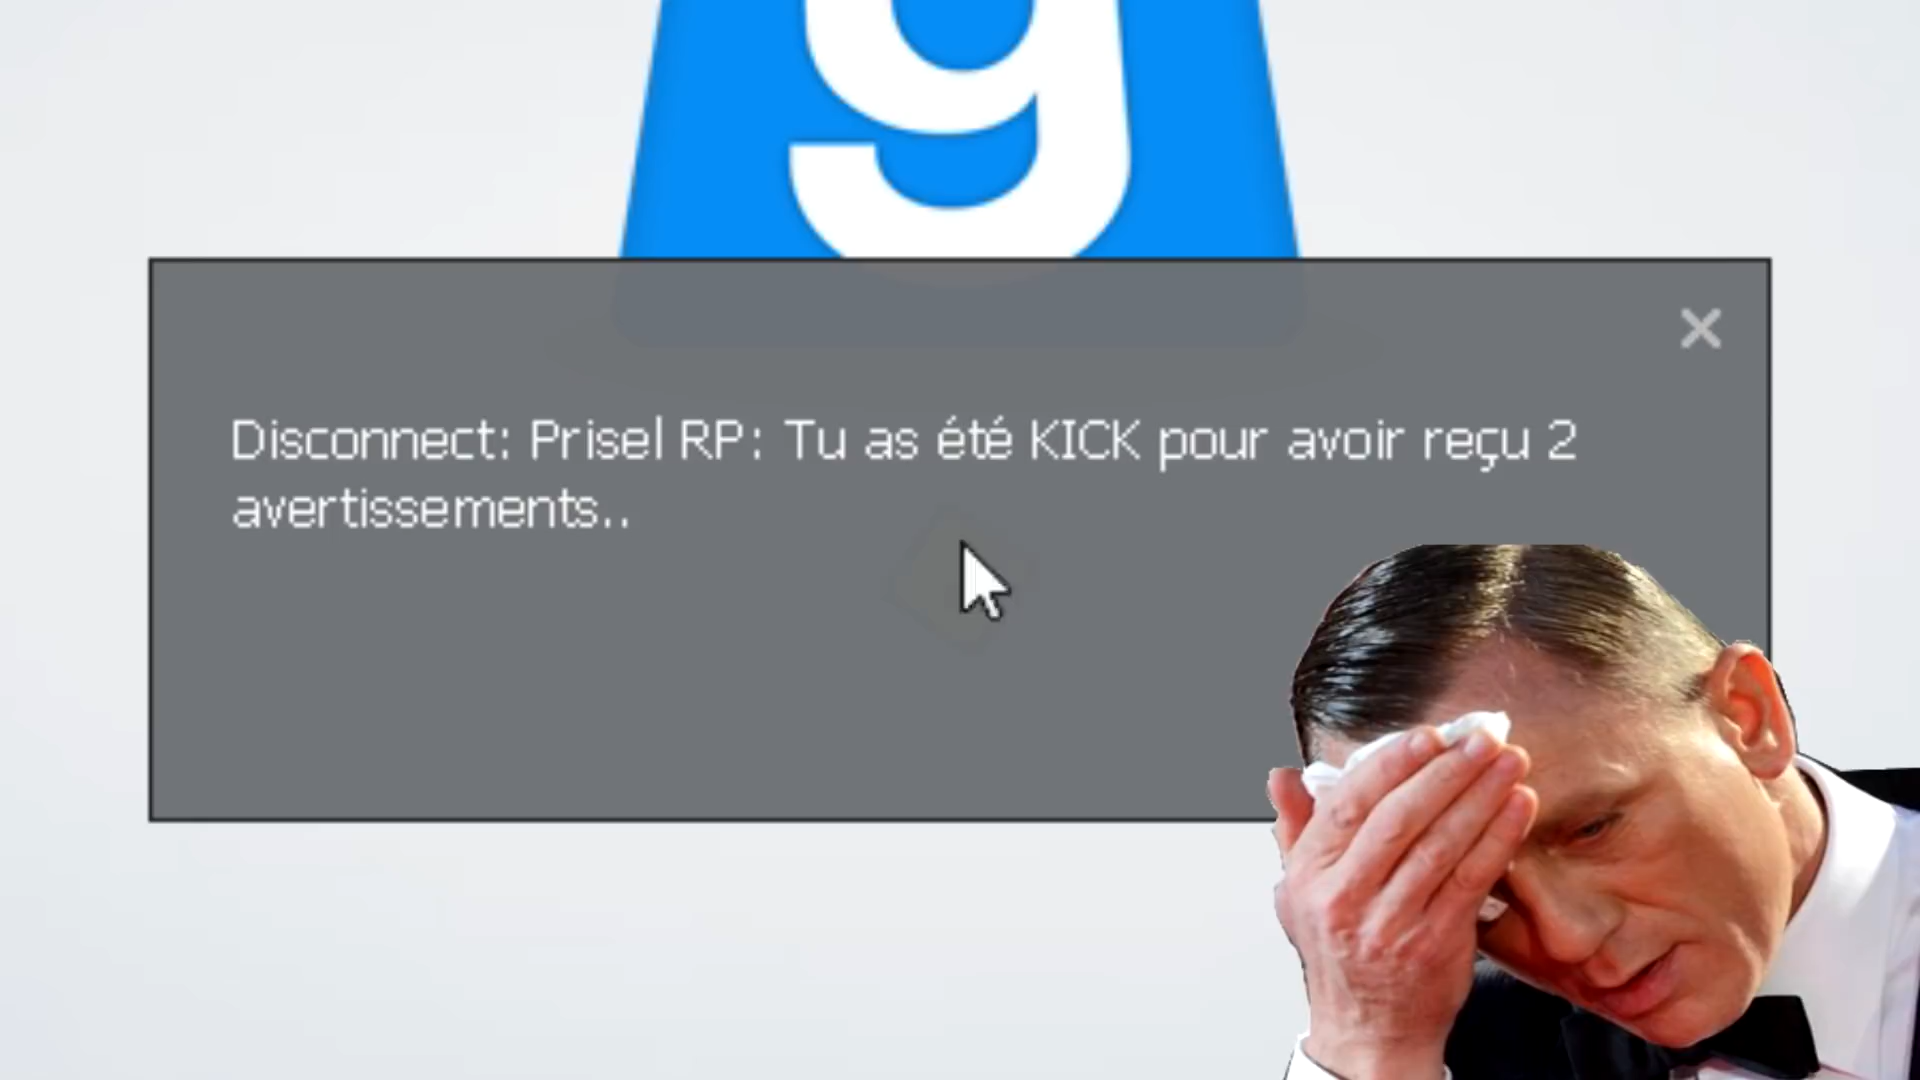 g
Disconnect: Prisel RP: Tu as été KICK pour avoir reçu 2
avertissements..